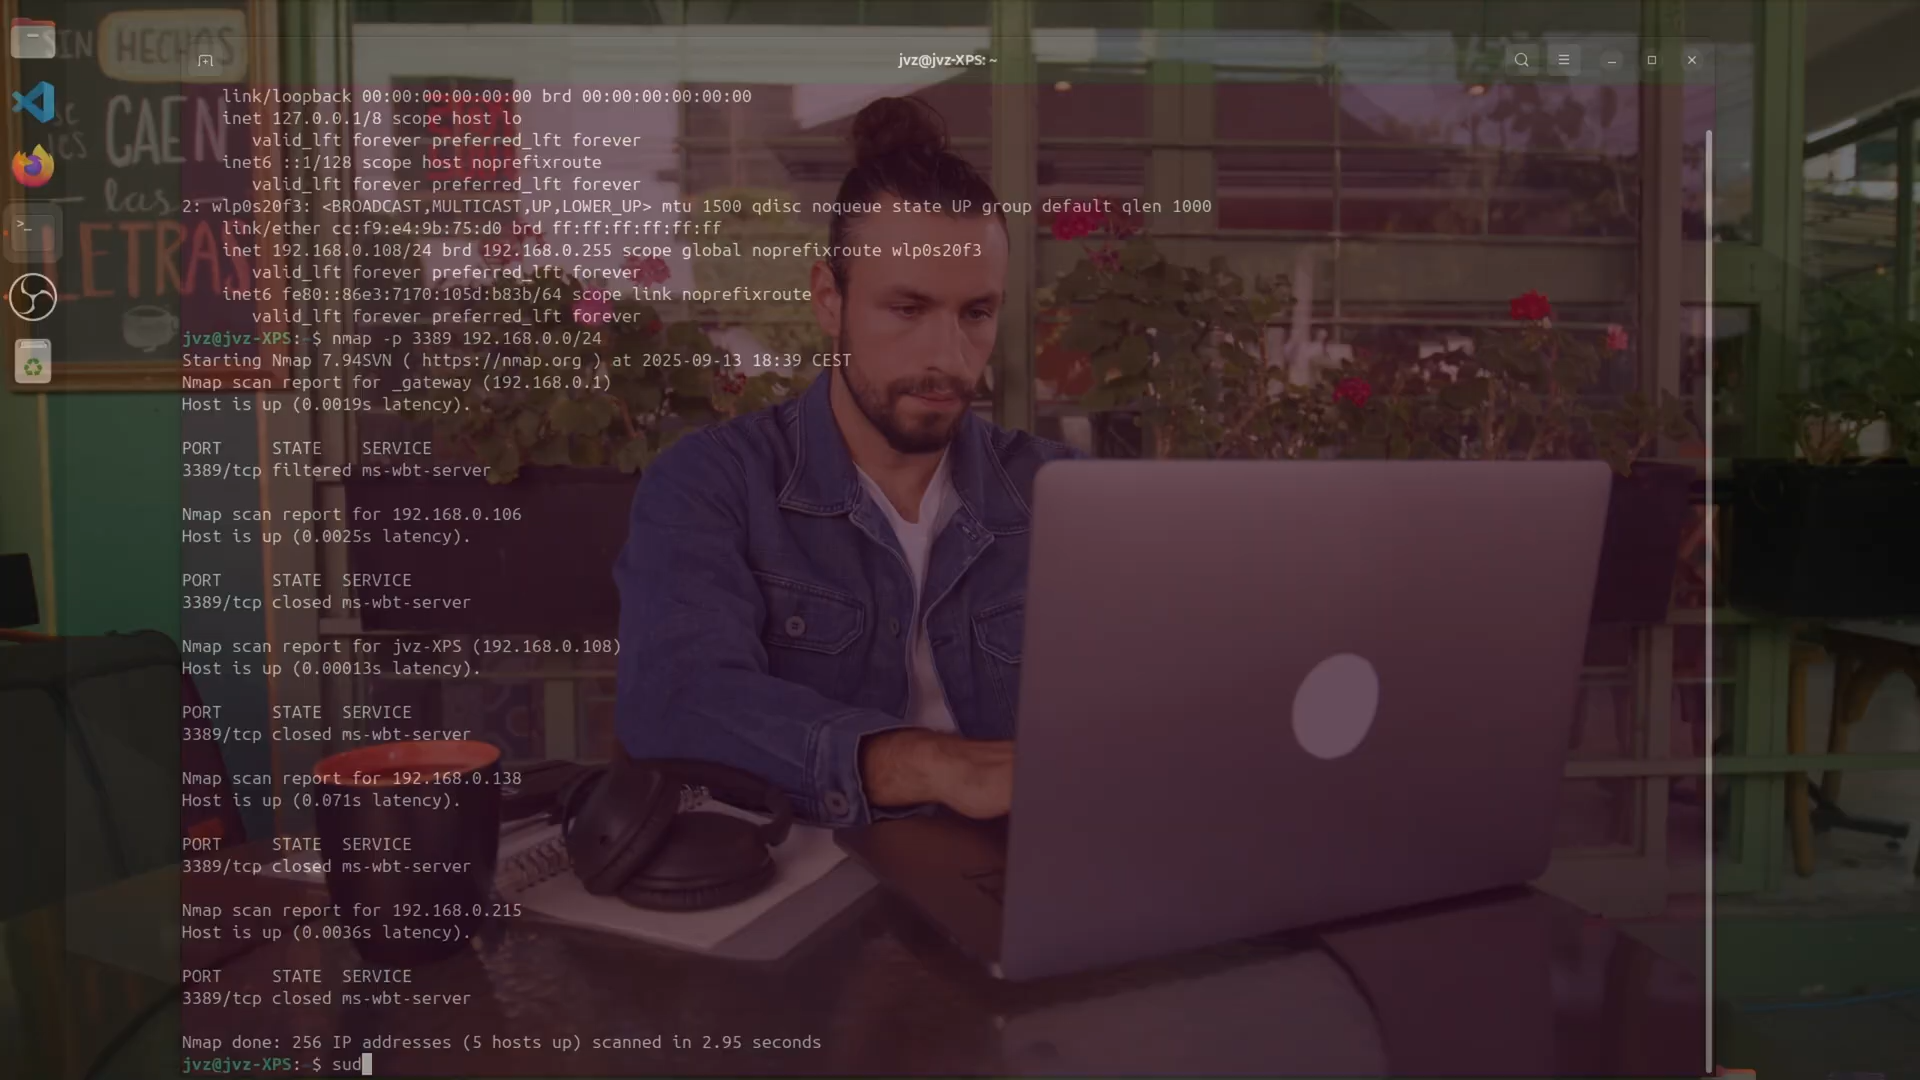 SIN HECHOS
SE CAEN
LOS
las
LETRAS
jvz@jvz-XPS: ~
link/loopback 00:00:00:00:00:00 brd 00:00:00:00:00:00
inet 127.0.0.1/8 scope host lo
valid_lft forever preferred_lft forever
inet6 ::1/128 scope host noprefixroute
valid_lft forever preferred_lft forever
2: wlp0s20f3: <BROADCAST,MULTICAST,UP,LOWER_UP> mtu 1500 qdisc noqueue state UP group default qlen 1000
link/ether cc:f9:e4:9b:75:d0 brd ff:ff:ff:ff:ff:ff
inet 192.168.0.108/24 brd 192.168.0.255 scope global noprefixroute wlp0s20f3
valid_lft forever preferred_lft forever
inet6 fe80::86e3:7170:105d:b83b/64 scope link noprefixroute
valid_lft forever preferred_lft forever
jvz@jvz-XPS:~$ nmap -p 3389 192.168.0.0/24
Starting Nmap 7.94SVN ( https://nmap.org ) at 2025-09-13 18:39 CEST
Nmap scan report for _gateway (192.168.0.1)
Host is up (0.0019s latency).
PORT STATE SERVICE
3389/tcp filtered ms-wbt-server
Nmap scan report for 192.168.0.106
Host is up (0.0025s latency).
PORT STATE SERVICE
3389/tcp closed ms-wbt-server
Nmap scan report for jvz-XPS (192.168.0.108)
Host is up (0.00013s latency).
PORT STATE SERVICE
3389/tcp closed ms-wbt-server
Nmap scan report for 192.168.0.138
Host is up (0.071s latency).
PORT STATE SERVICE
3389/tcp closed ms-wbt-server
Nmap scan report for 192.168.0.215
Host is up (0.0036s latency).
PORT STATE SERVICE
3389/tcp closed ms-wbt-server
Nmap done: 256 IP addresses (5 hosts up) scanned in 2.95 seconds
jvz@jvz-XPS:~$ sud